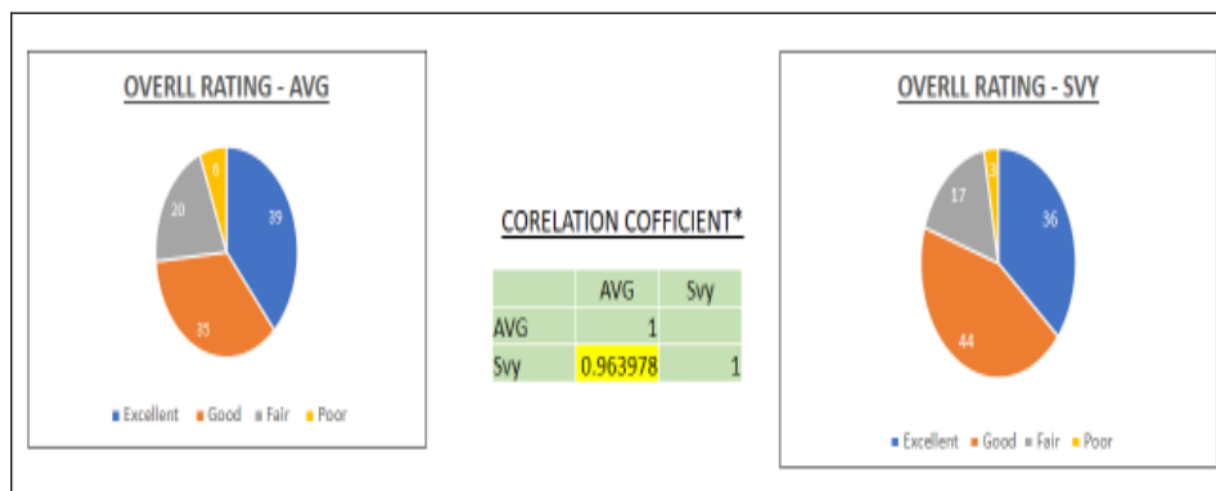 OVERLL RATING - AVG
6
20
39
35
Excellent Good Fair Poor
CORELATION COFFICIENT*
AVG Svy
AVG 1
Svy 0.963978 1
OVERLL RATING - SVY
3
17
36
44
Excellent Good Fair Poor